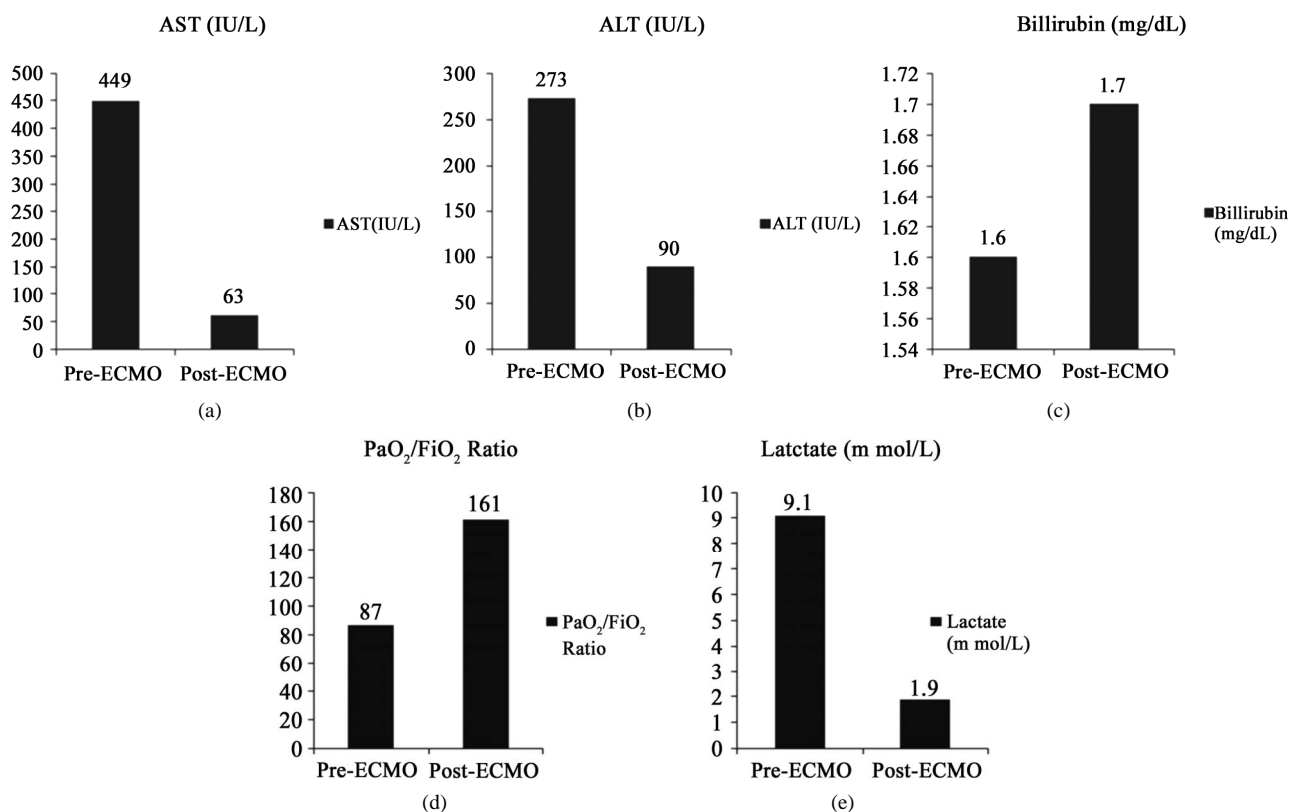 AST (IU/L)
500
450
400
350
300
250
200
150
100
50
0
449
63
Pre-ECMO Post-ECMO
AST(IU/L)
(a)
ALT (IU/L)
300
250
200
150
100
50
0
273
90
Pre-ECMO Post-ECMO
ALT (IU/L)
(b)
Billirubin (mg/dL)
1.72
1.7
1.68
1.66
1.64
1.62
1.6
1.58
1.56
1.54
1.6
1.7
Pre-ECMO Post-ECMO
Billirubin
(mg/dL)
(c)
PaO₂/FiO₂ Ratio
180
160
140
120
100
80
60
40
20
0
87
161
Pre-ECMO Post-ECMO
PaO₂/FiO₂
Ratio
(d)
Latctate (m mol/L)
10
9
8
7
6
5
4
3
2
1
0
9.1
1.9
Pre-ECMO Post-ECMO
Lactate
(m mol/L)
(e)